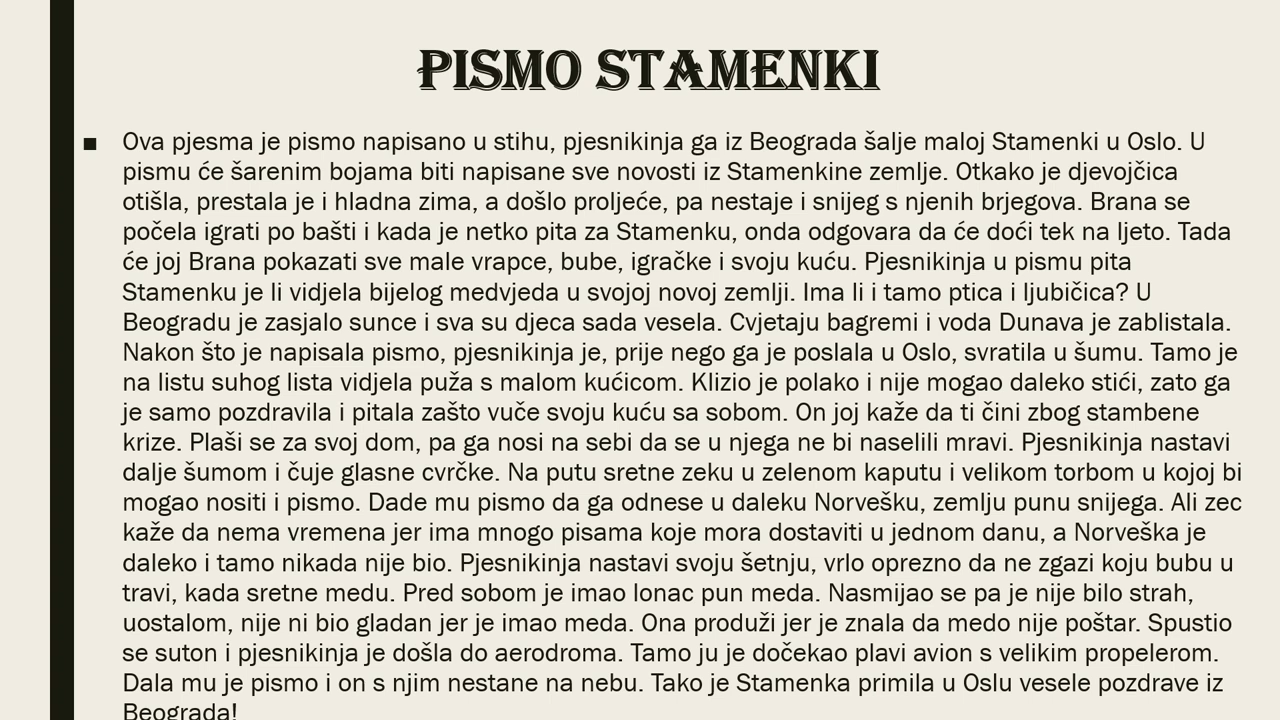 PISMO STAMENKI
▪ Ova pjesma je pismo napisano u stihu, pjesnikinja ga iz Beograda šalje maloj Stamenki u Oslo. U
pismu će šarenim bojama biti napisane sve novosti iz Stamenkine zemlje. Otkako je djevojčica
otišla, prestala je i hladna zima, a došlo proljeće, pa nestaje i snijeg s njenih brjegova. Brana se
počela igrati po bašti i kada je netko pita za Stamenku, onda odgovara da će doći tek na ljeto. Tada
će joj Brana pokazati sve male vrapce, bube, igračke i svoju kuću. Pjesnikinja u pismu pita
Stamenku je li vidjela bijelog medvjeda u svojoj novoj zemlji. Ima li i tamo ptica i ljubičica? U
Beogradu je zasjalo sunce i sva su djeca sada vesela. Cvjetaju bagremi i voda Dunava je zablistala.
Nakon što je napisala pismo, pjesnikinja je, prije nego ga je poslala u Oslo, svratila u šumu. Tamo je
na listu suhog lista vidjela puža s malom kućicom. Klizio je polako i nije mogao daleko stići, zato ga
je samo pozdravila i pitala zašto vuče svoju kuću sa sobom. On joj kaže da ti čini zbog stambene
krize. Plaši se za svoj dom, pa ga nosi na sebi da se u njega ne bi naselili mravi. Pjesnikinja nastavi
dalje šumom i čuje glasne cvrčke. Na putu sretne zeku u zelenom kaputu i velikom torbom u kojoj bi
mogao nositi i pismo. Dade mu pismo da ga odnese u daleku Norvešku, zemlju punu snijega. Ali zec
kaže da nema vremena jer ima mnogo pisama koje mora dostaviti u jednom danu, a Norveška je
daleko i tamo nikada nije bio. Pjesnikinja nastavi svoju šetnju, vrlo oprezno da ne zgazi koju bubu u
travi, kada sretne medu. Pred sobom je imao lonac pun meda. Nasmijao se pa je nije bilo strah,
uostalom, nije ni bio gladan jer je imao meda. Ona produži jer je znala da medo nije poštar. Spustio
se suton i pjesnikinja je došla do aerodroma. Tamo ju je dočekao plavi avion s velikim propelerom.
Dala mu je pismo i on s njim nestane na nebu. Tako je Stamenka primila u Oslu vesele pozdrave iz
Beograda!